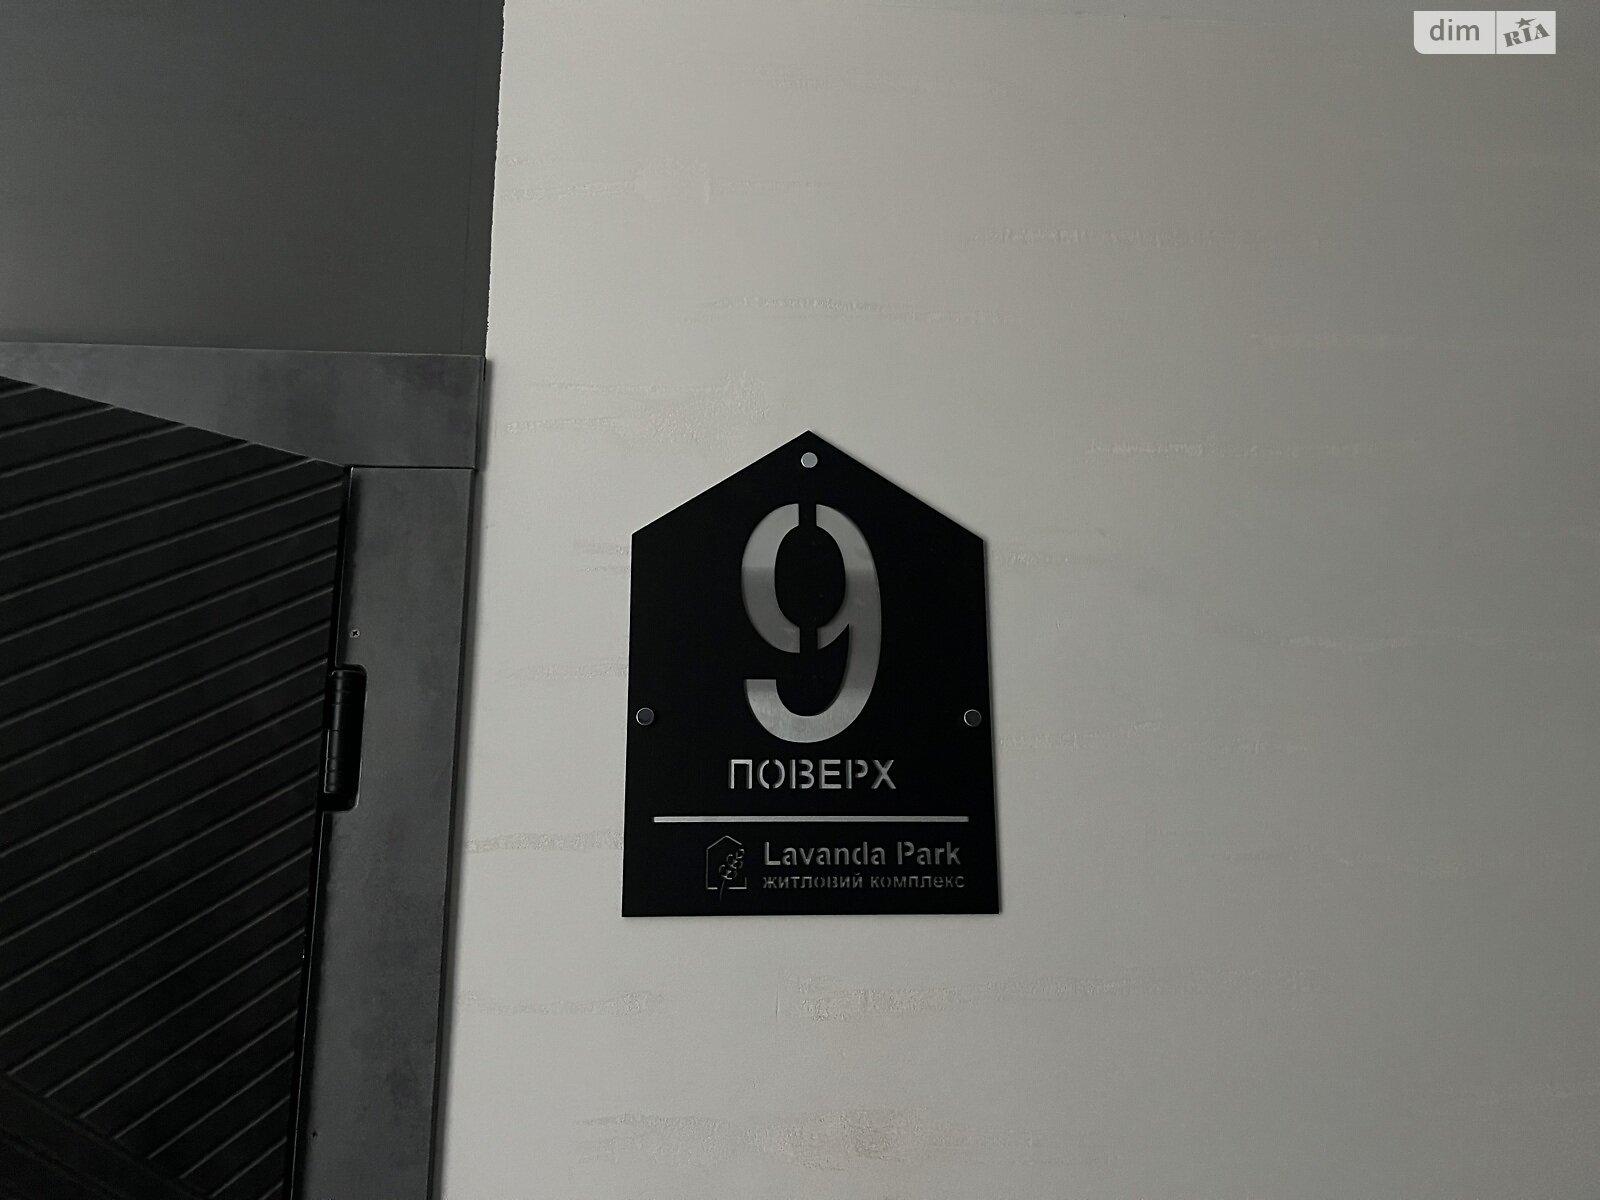 dim RIA
9
ПОВЕРХ
Lavanda Park
житловий комплекс